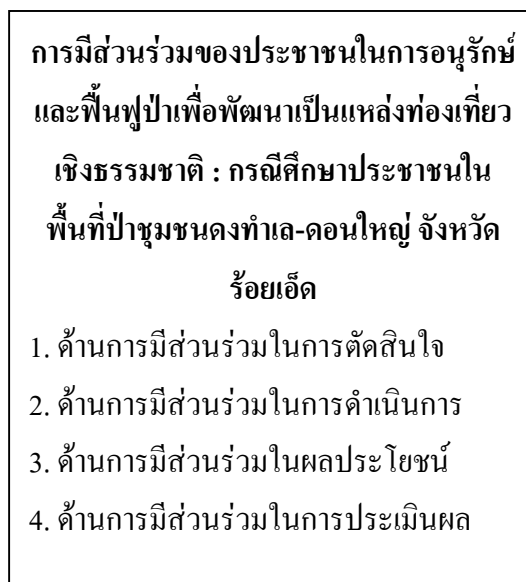 การมีส่วนร่วมของประชาชนในการอนุรักษ์
และฟื้นฟูป่าเพื่อพัฒนาเป็นแหล่งท่องเที่ยว
เชิงธรรมชาติ : กรณีศึกษาประชาชนใน
พื้นที่ป่าชุมชนดงทำเล-ดอนใหญ่ จังหวัด
ร้อยเอ็ด
1. ด้านการมีส่วนร่วมในการตัดสินใจ
2. ด้านการมีส่วนร่วมในการดำเนินการ
3. ด้านการมีส่วนร่วมในผลประโยชน์
4. ด้านการมีส่วนร่วมในการประเมินผล